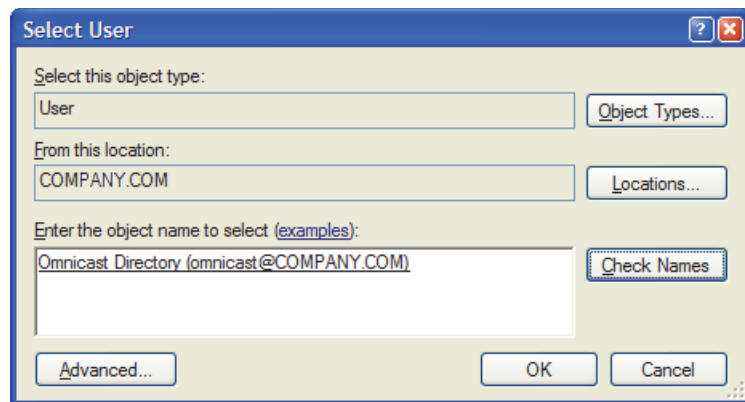 Select User
Select this object type:
User
Object Types...
From this location:
COMPANY.COM
Locations...
Enter the object name to select (examples):
Omnicast Directory (omnicast@COMPANY.COM)
Check Names
Advanced...
OK
Cancel